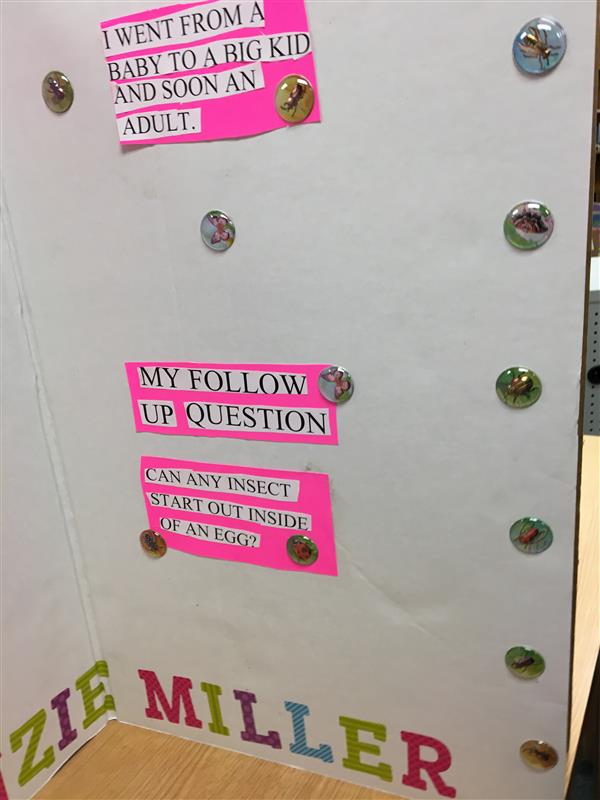 I WENT FROM A
BABY TO A BIG KID
AND SOON AN
ADULT.
MY FOLLOW
UP QUESTION
CAN ANY INSECT
START OUT INSIDE
OF AN EGG?
ZIE MILLER